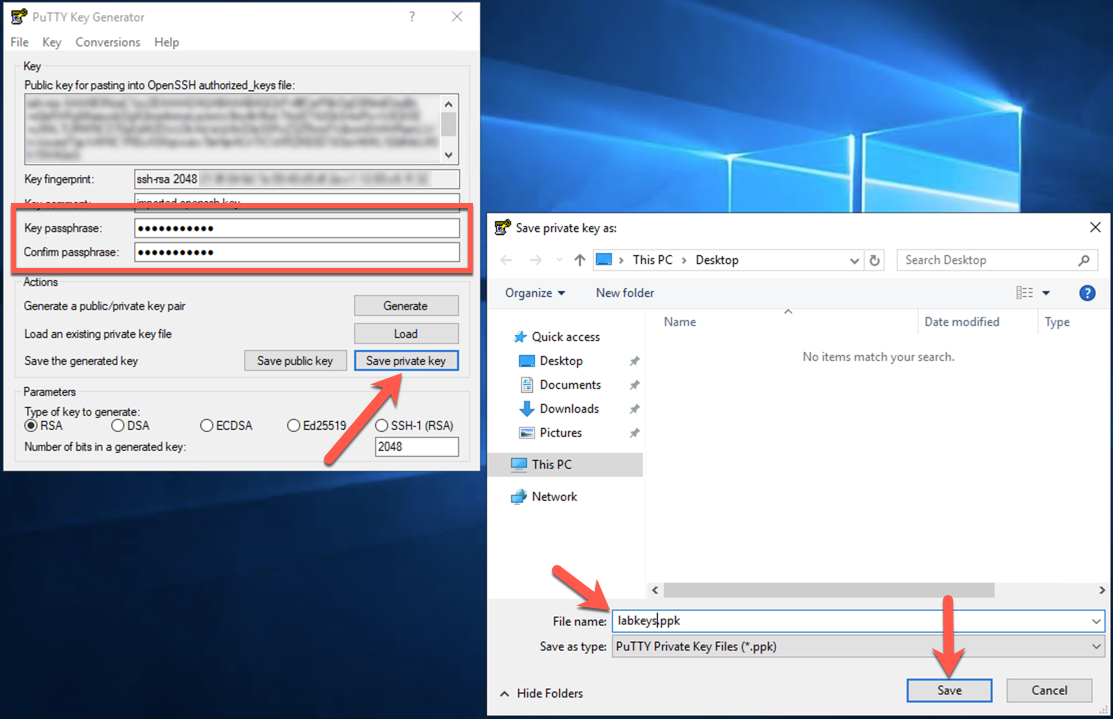 PuTTY Key Generator
?
File Key Conversions Help
Key
Public key for pasting into OpenSSH authorized_keys file:
Key fingerprint: ssh-rsa 2048
Key comment: imported-openssh-key
Key passphrase: ●●●●●●●●●●●
Confirm passphrase: ●●●●●●●●●●●
Actions
Generate a public/private key pair Generate
Load an existing private key file Load
Save the generated key Save public key Save private key
Parameters
Type of key to generate:
RSA DSA ECDSA Ed25519 SSH-1 (RSA)
Number of bits in a generated key: 2048
Save private key as:
This PC > Desktop Search Desktop
Organize New folder ?
Name Date modified Type
No items match your search.
Quick access
Desktop
Documents
Downloads
Pictures
This PC
Network
File name: labkeys.ppk
Save as type: PuTTY Private Key Files (*.ppk)
Hide Folders Save Cancel